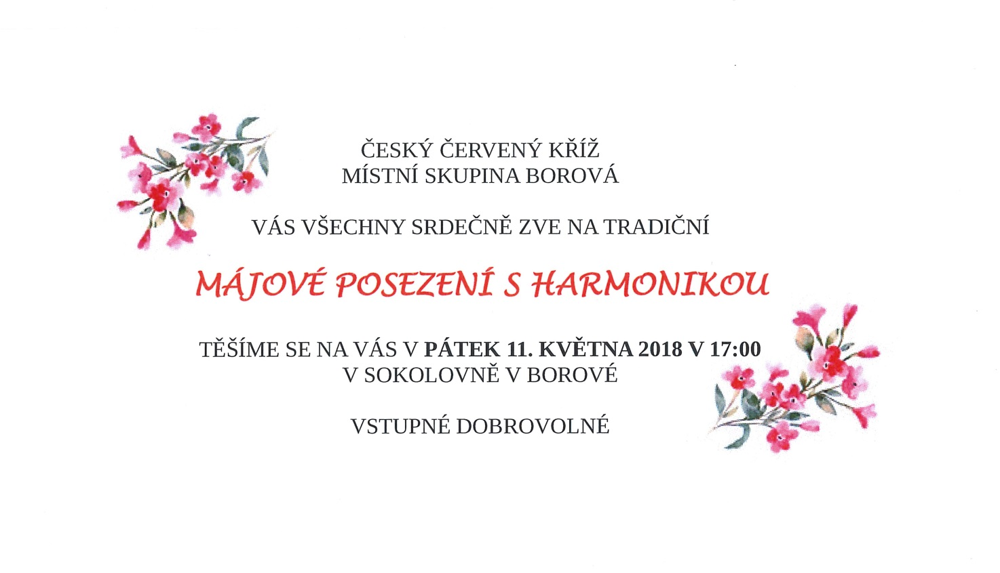 ČESKÝ ČERVENÝ KŘÍŽ
MÍSTNÍ SKUPINA BOROVÁ
VÁS VŠECHNY SRDEČNĚ ZVE NA TRADIČNÍ
MÁJOVÉ POSEZENÍ S HARMONIKOU
TĚŠÍME SE NA VÁS V PÁTEK 11. KVĚTNA 2018 V 17:00
V SOKOLOVNĚ V BOROVÉ
VSTUPNÉ DOBROVOLNÉ